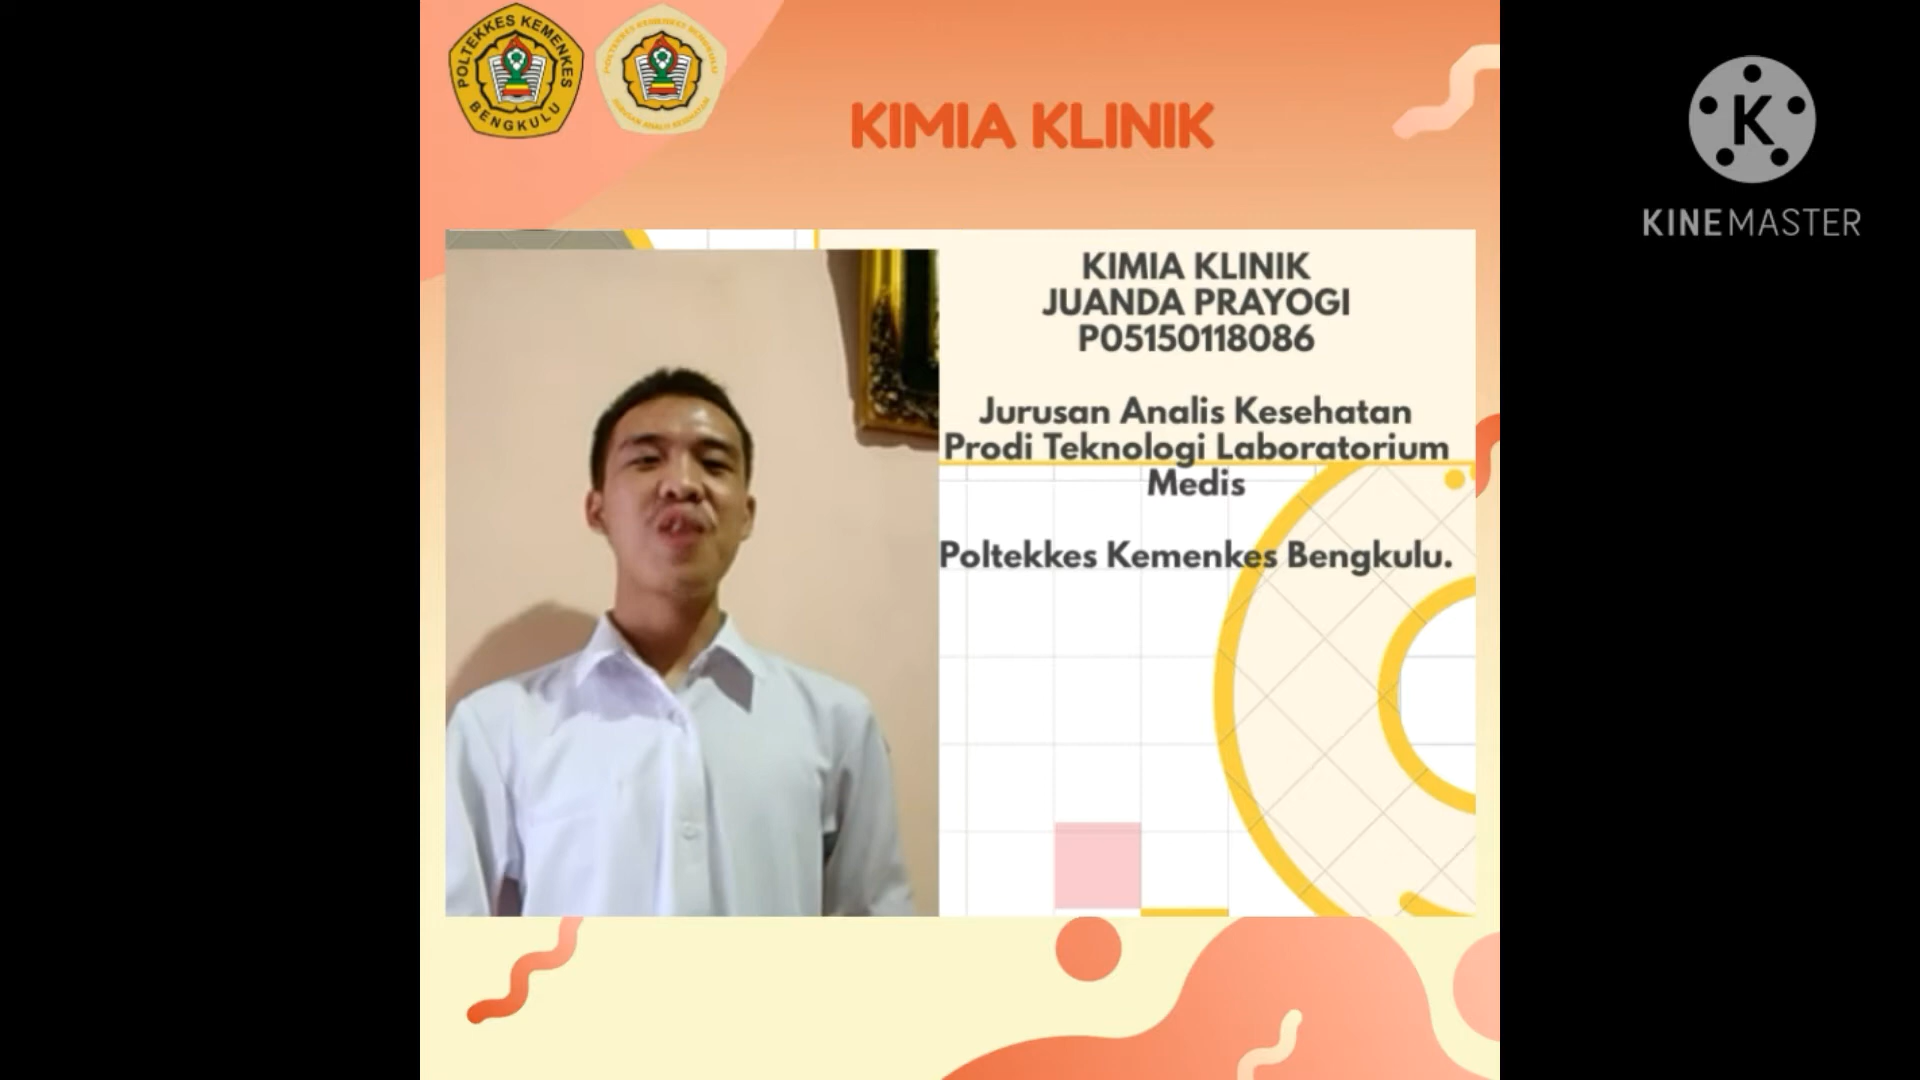 POLTEKKES KEMENKES
BENGKULU
KIMIA KLINIK
K
KINEMASTER
KIMIA KLINIK
JUANDA PRAYOGI
P05150118086
Jurusan Analis Kesehatan
Prodi Teknologi Laboratorium
Medis
Poltekkes Kemenkes Bengkulu.